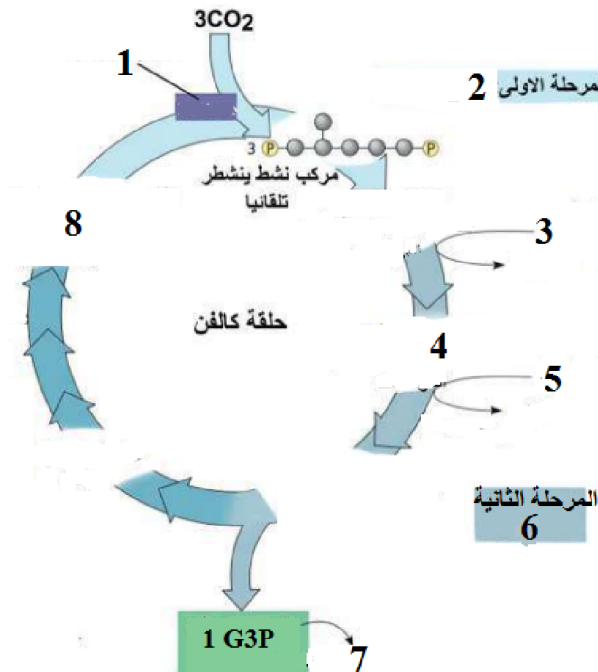 3CO2
1
2 مرحلة الاولى
3 P P
مركب نشط ينشطر
تلقائيا
8
3
حلقة كالفن
4
5
المرحلة الثانية
6
1 G3P
7